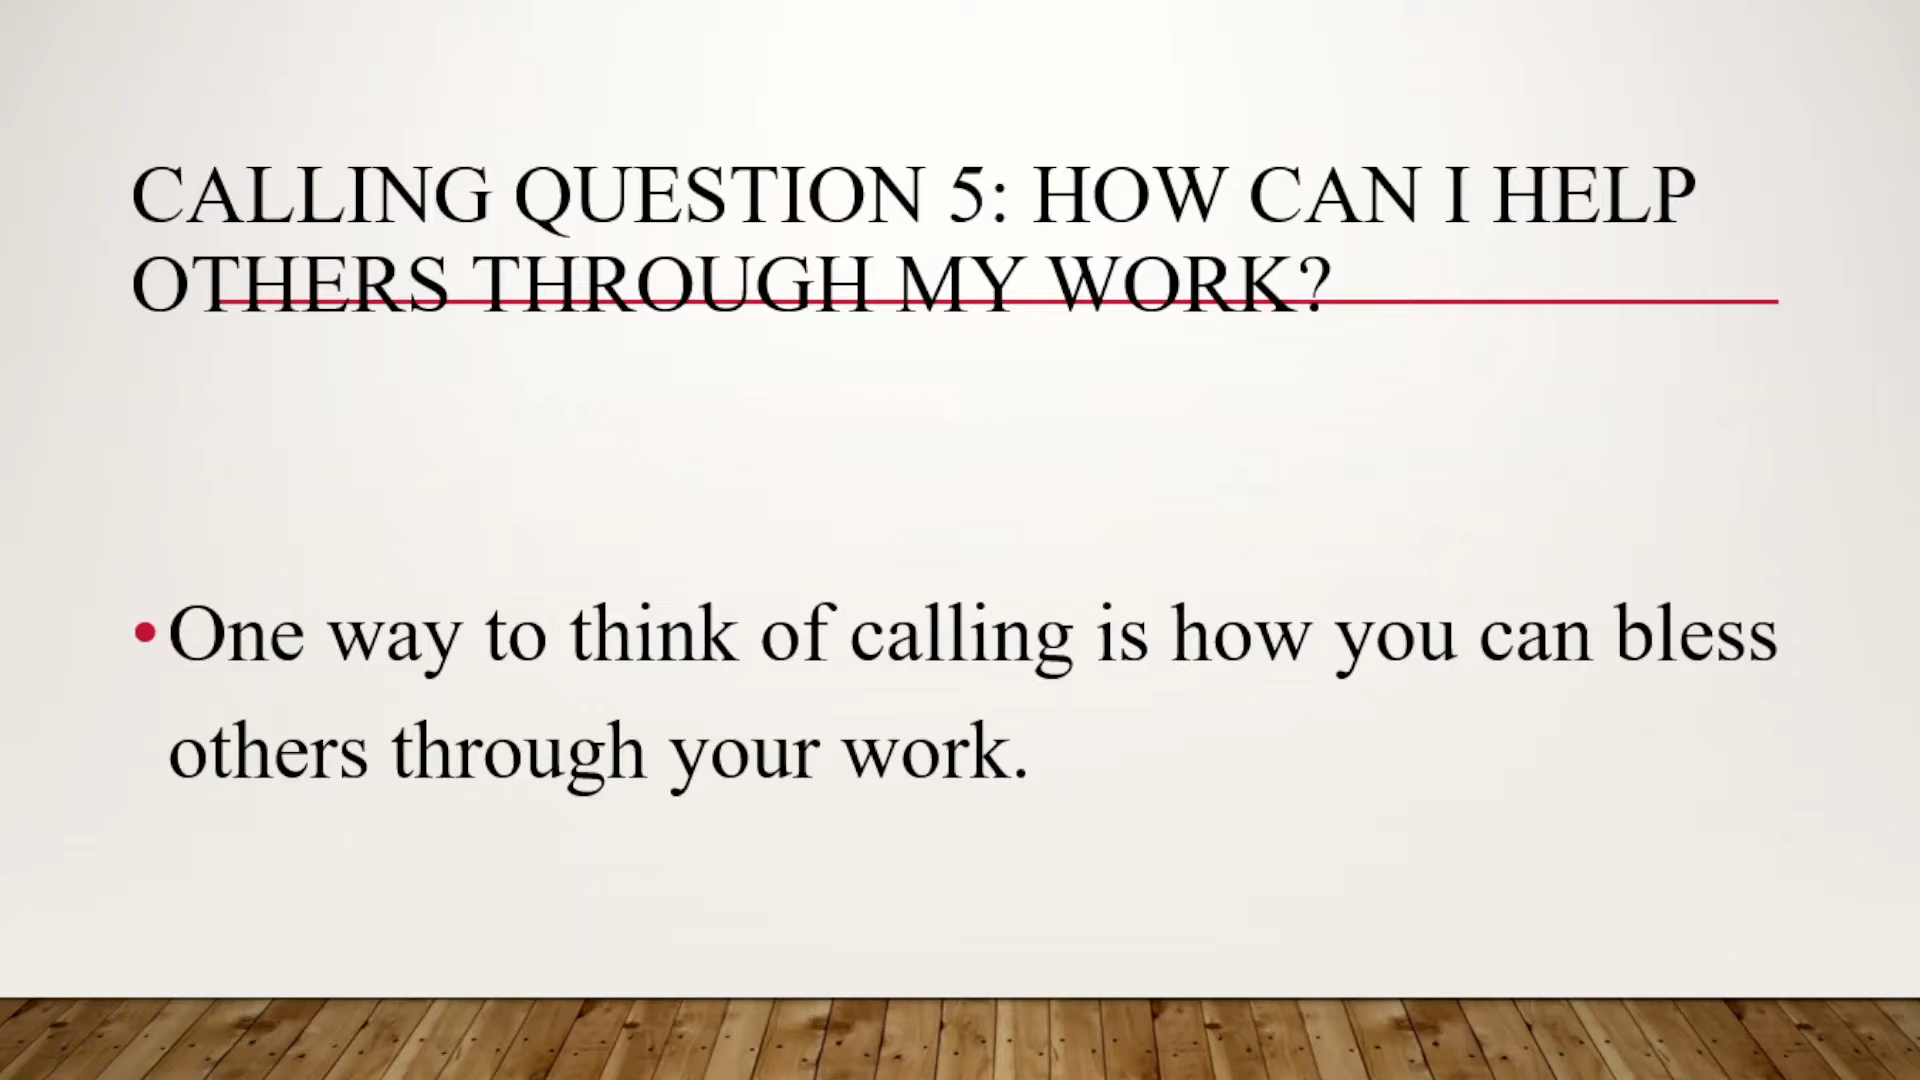 CALLING QUESTION 5: HOW CAN I HELP
OTHERS THROUGH MY WORK?
• One way to think of calling is how you can bless
others through your work.